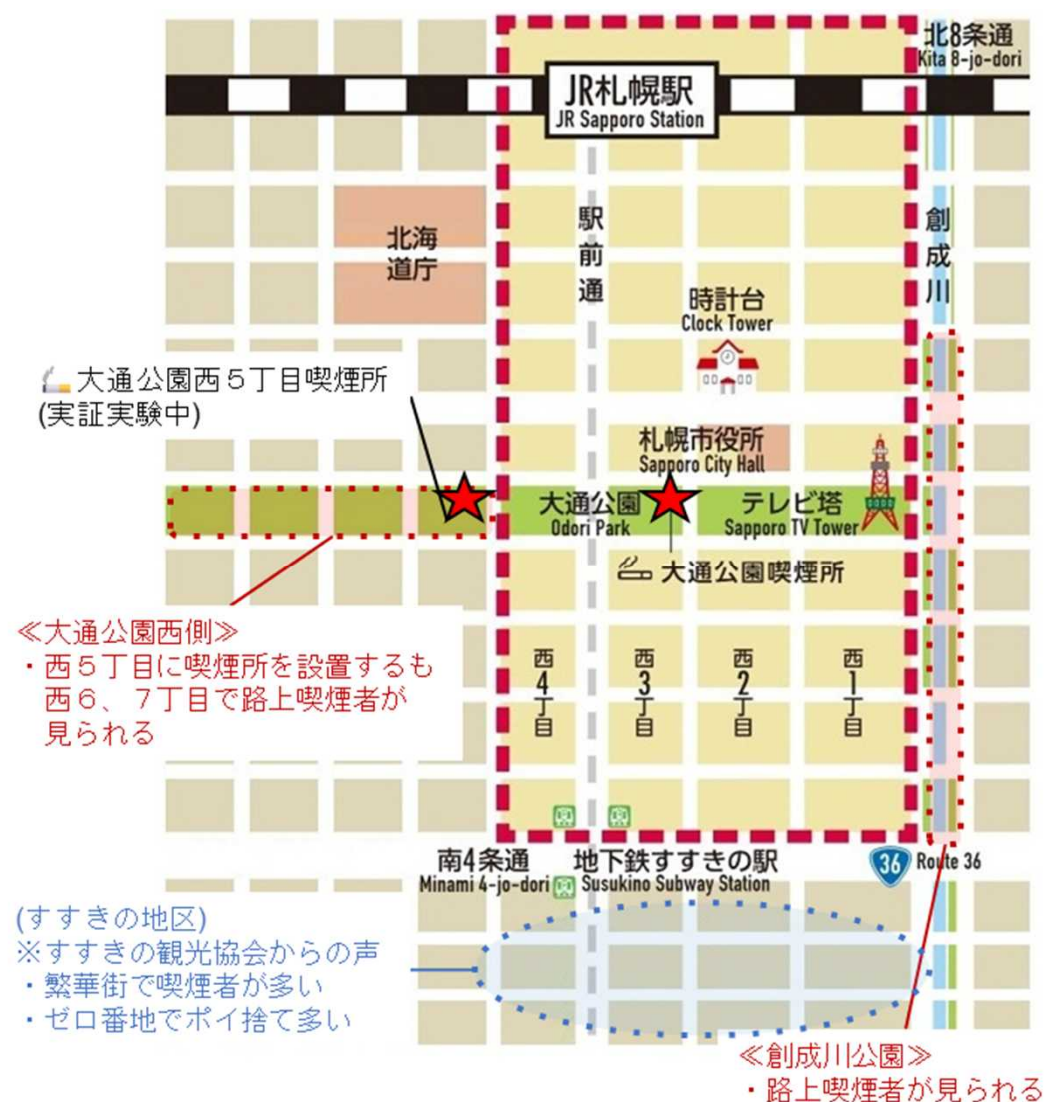 北8条通
Kita 8-jo-dori
JR札幌駅
JR Sapporo Station
北海
道庁
駅前通
創成川
時計台
Clock Tower
大通公園西5丁目喫煙所
(実証実験中)
札幌市役所
Sapporo City Hall
大通公園
Odori Park
テレビ塔
Sapporo TV Tower
大通公園喫煙所
≪大通公園西側≫
・西5丁目に喫煙所を設置するも
西6、7丁目で路上喫煙者が
見られる
西4丁目
西3丁目
西2丁目
西1丁目
南4条通
Minami 4-jo-dori
地下鉄すすきの駅
Susukino Subway Station
36
Route 36
(すすきの地区)
※すすきの観光協会からの声
・繁華街で喫煙者が多い
・ゼロ番地でポイ捨て多い
≪創成川公園≫
・路上喫煙者が見られる